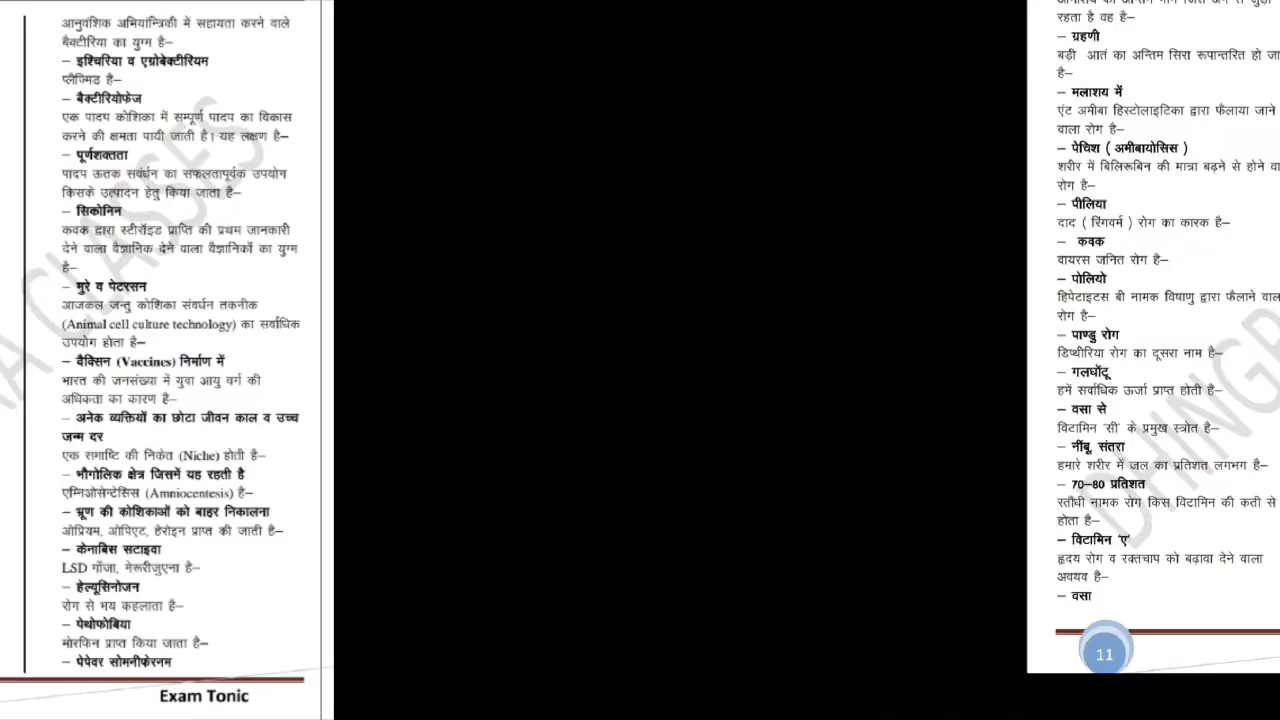 आनुवंशिक अभियान्त्रिकी में सहायता करने वाले
बैक्टीरिया का युग्म है–
– इश्चिरिया व एग्रोबेक्टीरियम
प्लैज्मिड है–
– बैक्टीरियोफेज
एक पादप कोशिका में सम्पूर्ण पादप का विकास
करने की क्षमता पायी जाती है। यह लक्षण है–
– पूर्णशक्तता
पादप ऊतक संवर्धन का सफलतापूर्वक उपयोग
किसके उत्पादन हेतु किया जाता है–
– सिकोनिन
कवक द्वारा स्टीरॉइड प्राप्ति की प्रथम जानकारी
देने वाला वैज्ञानिक देने वाला वैज्ञानिकों का युग्म
है–
– मुरे व पेटरसन
आजकल जन्तु कोशिका संवर्धन तकनीक
(Animal cell culture technology) का सर्वाधिक
उपयोग होता है–
– वैक्सिन (Vaccines) निर्माण में
भारत की जनसंख्या में युवा आयु वर्ग की
अधिकता का कारण है–
– अनेक व्यक्तियों का छोटा जीवन काल व उच्च
जन्म दर
एक समाष्टि की निकेत (Niche) होती है–
– भौगोलिक क्षेत्र जिसमें यह रहती है
एम्निओसेन्टेसिस (Amniocentesis) है–
– भ्रूण की कोशिकाओं को बाहर निकालना
ओप्रियम, ओपिएट, हेरोइन प्राप्त की जाती है–
– केनाबिस सटाइवा
LSD गाँजा, मेरूरीजुएना है–
– हेल्यूसिनोजन
रोग से भय कहलाता है–
– पेथोफोबिया
मोरफिन प्राप्त किया जाता है–
– पेपेवर सोमनीफेरनम
Exam Tonic
रहता है वह है–
– ग्रहणी
बड़ी आतं का अन्तिम सिरा रूपान्तरित हो जा
है–
– मलाशय में
एंट अमीबा हिस्टोलाइटिका द्वारा फैलाया जाने
वाला रोग है–
– पेचिश ( अमीबायोसिस )
शरीर में बिलिरूबिन की मात्रा बढ़ने से होने वा
रोग है–
– पीलिया
दाद ( रिंगवर्म ) रोग का कारक है–
– कवक
वायरस जनित रोग है–
– पोलियो
हिपेटाइटस बी नामक विषाणु द्वारा फैलाने वाल
रोग है–
– पाण्डु रोग
डिप्थीरिया रोग का दूसरा नाम है–
– गलघोंटू
हमें सर्वाधिक ऊर्जा प्राप्त होती है–
– वसा से
विटामिन 'सी' के प्रमुख स्त्रोत है–
– नींबू, संतरा
हमारे शरीर में जल का प्रतिशत लगभग है–
– 70–80 प्रतिशत
रतौंधी नामक रोग किस विटामिन की कती से
होता है–
– विटामिन 'ए'
हृदय रोग व रक्तचाप को बढ़ावा देने वाला
अवयव है–
– वसा
11